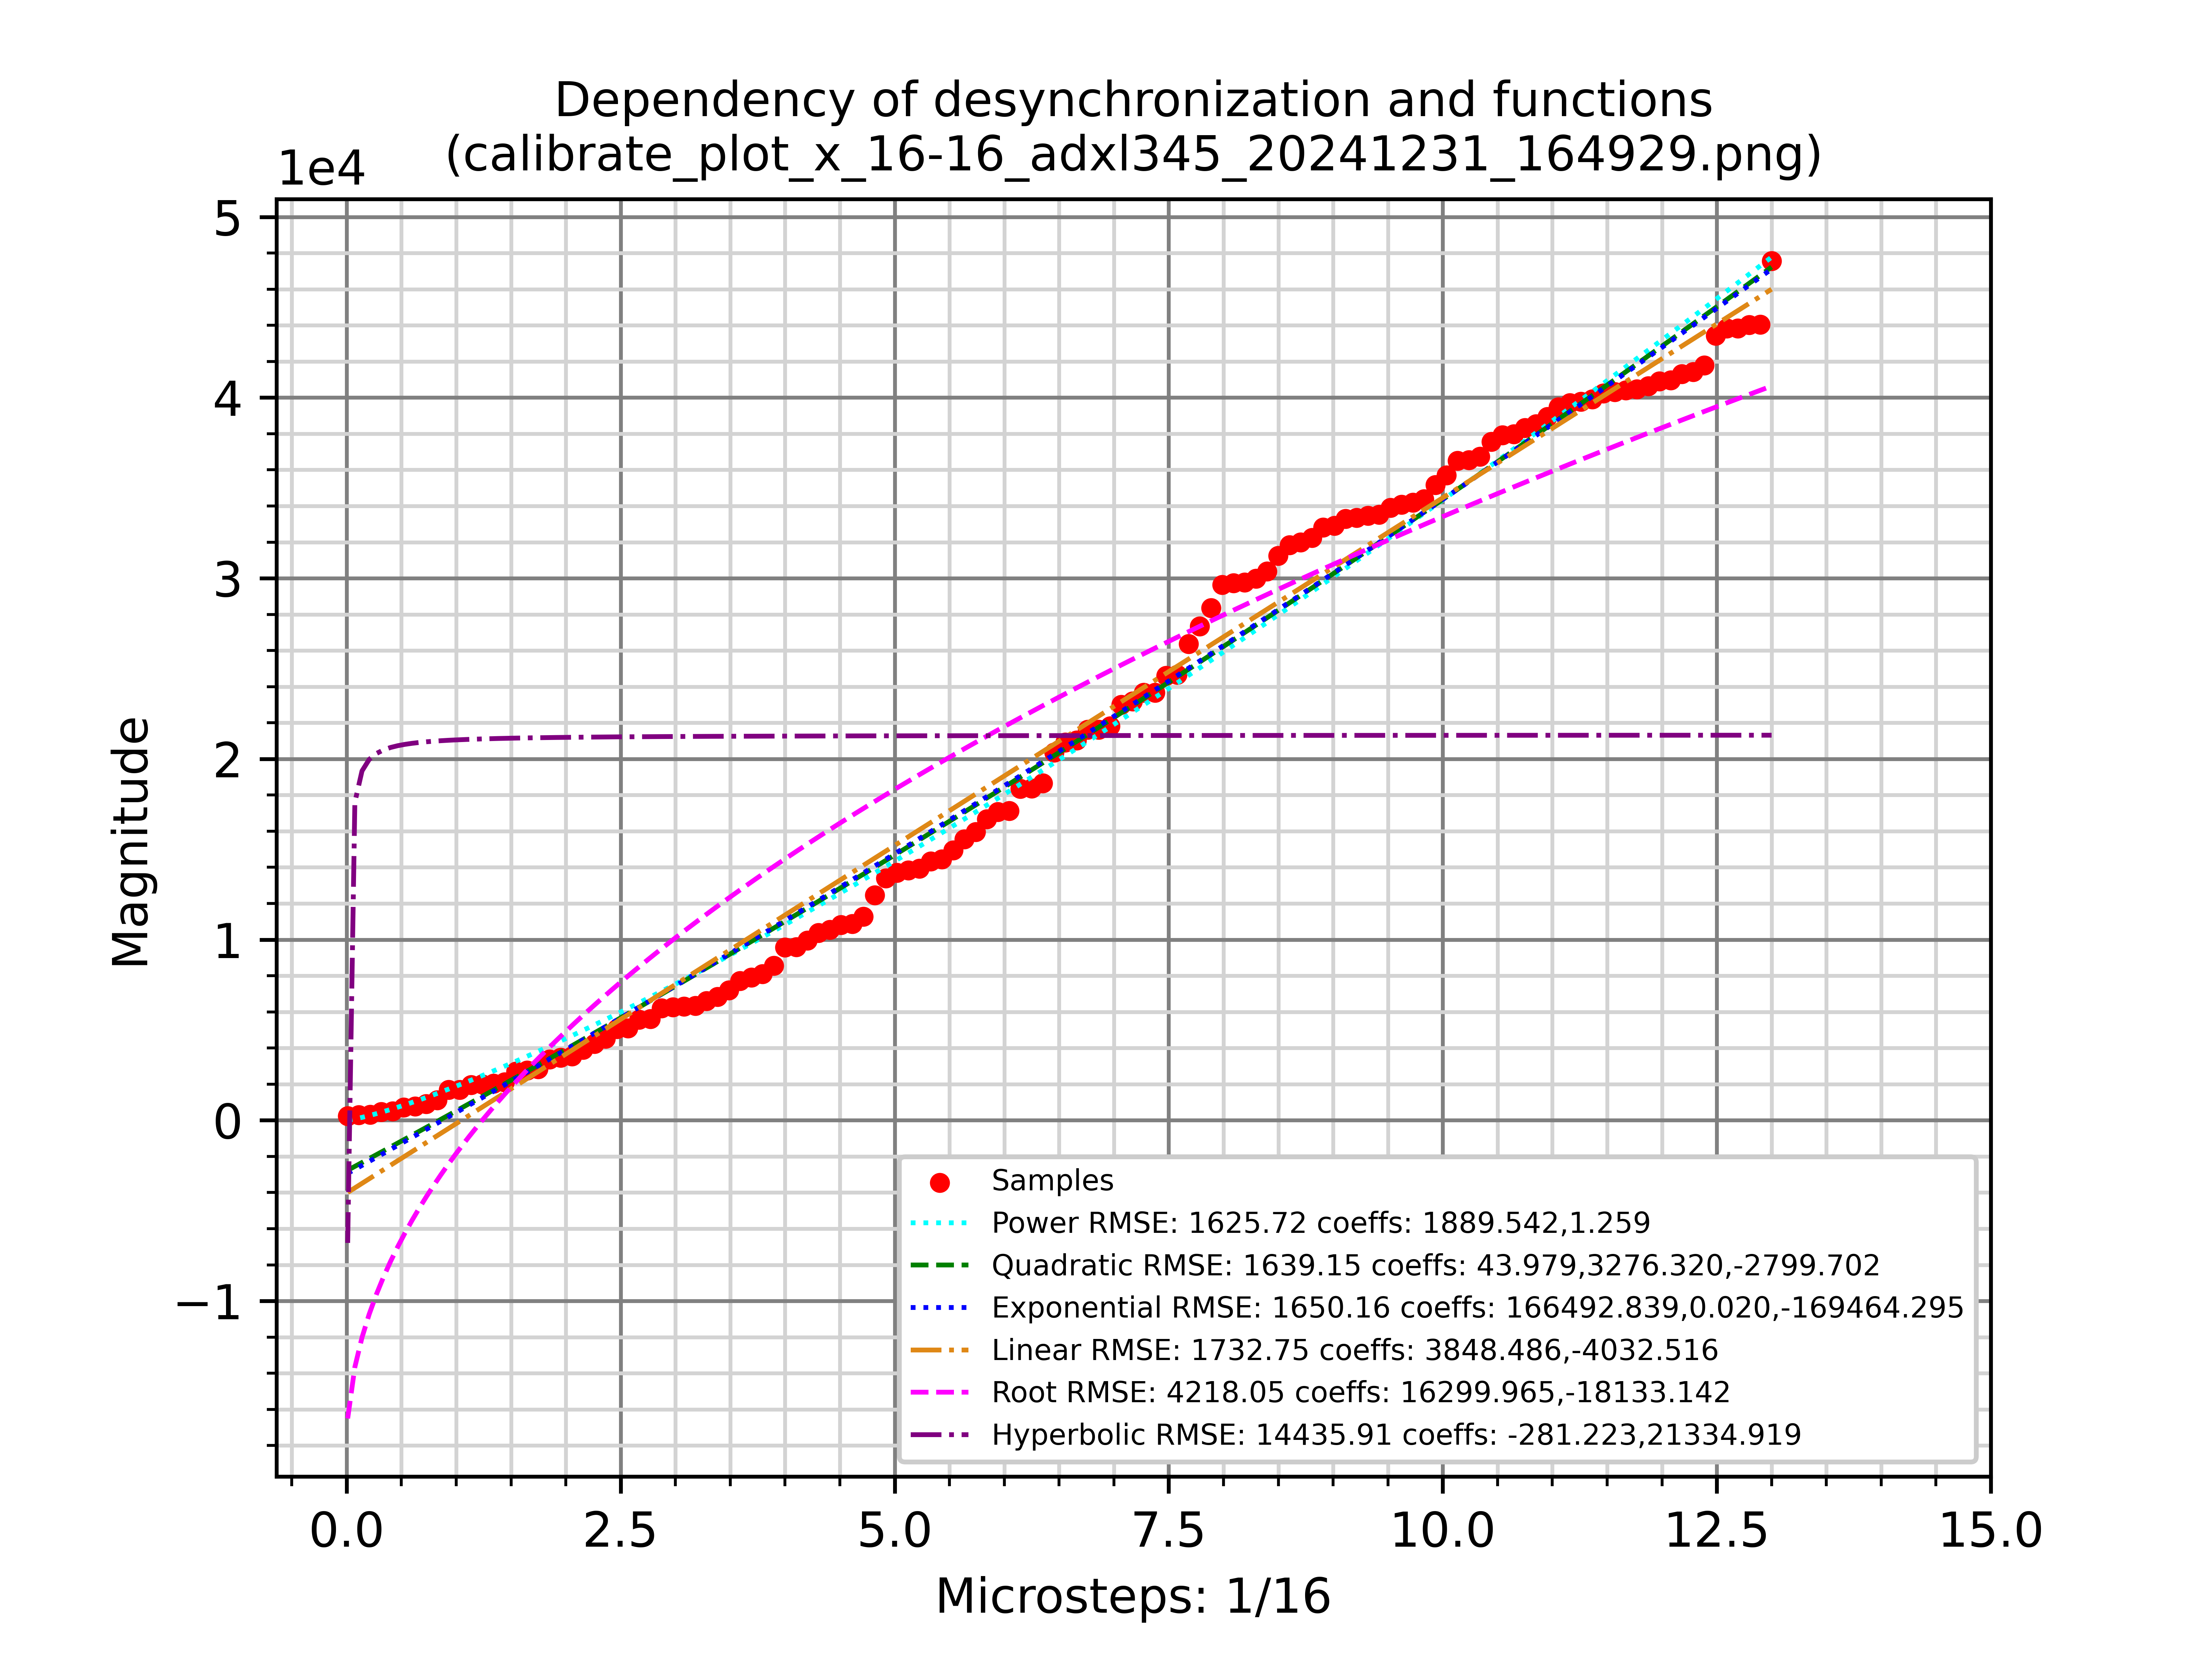 Dependency of desynchronization and functions
(calibrate_plot_x_16-16_adxl345_20241231_164929.png)
1e4
5
4
3
2
1
0
−1
Magnitude
Samples
Power RMSE: 1625.72 coeffs: 1889.542,1.259
Quadratic RMSE: 1639.15 coeffs: 43.979,3276.320,-2799.702
Exponential RMSE: 1650.16 coeffs: 166492.839,0.020,-169464.295
Linear RMSE: 1732.75 coeffs: 3848.486,-4032.516
Root RMSE: 4218.05 coeffs: 16299.965,-18133.142
Hyperbolic RMSE: 14435.91 coeffs: -281.223,21334.919
0.0 2.5 5.0 7.5 10.0 12.5 15.0
Microsteps: 1/16